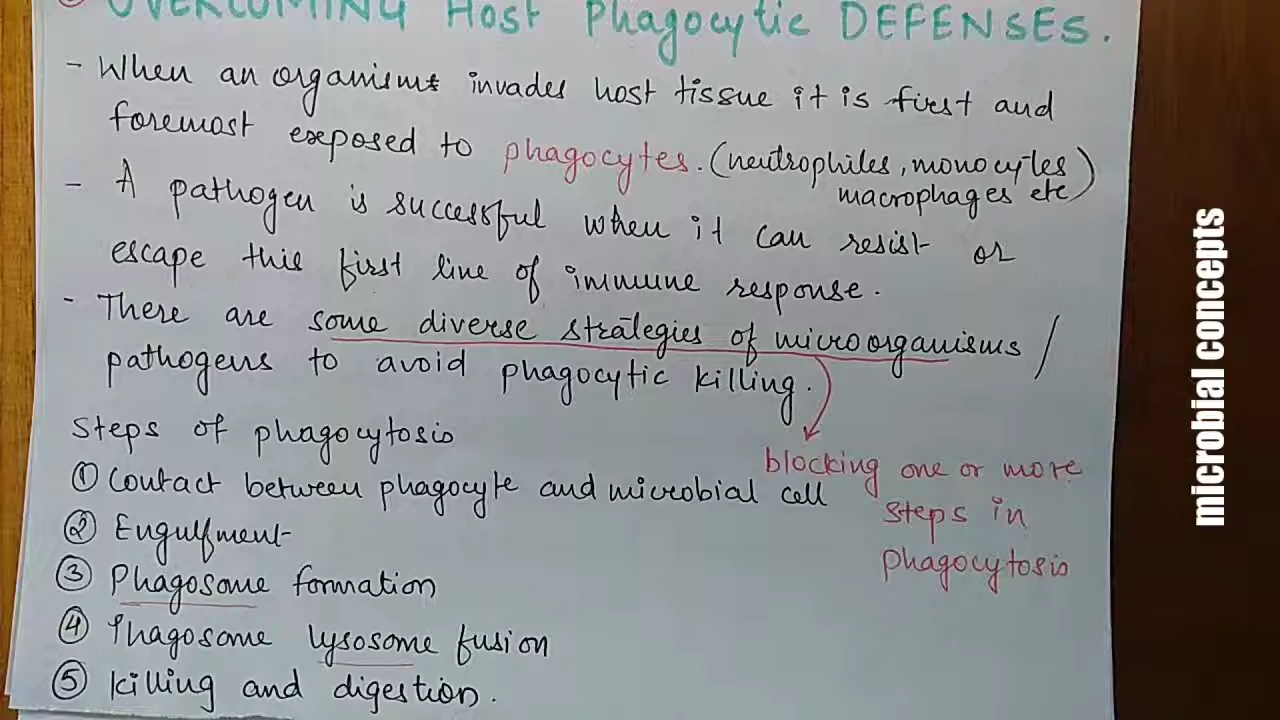 OVERCOMING Host Phagocytic DEFENSES.
- When an organisms invades host tissue it is first and
foremost exposed to phagocytes. (neutrophiles, monocytes
macrophages etc)
- A pathogen is successful when it can resist or
escape this first line of immune response.
- There are some diverse strategies of microorganisms /
pathogens to avoid phagocytic killing.
blocking one or more
steps in
phagocytosis
Steps of phagocytosis
① Contact between phagocyte and microbial cell
② Engulfment
③ Phagosome formation
④ Phagosome lysosome fusion
⑤ Killing and digestion.
microbial concepts